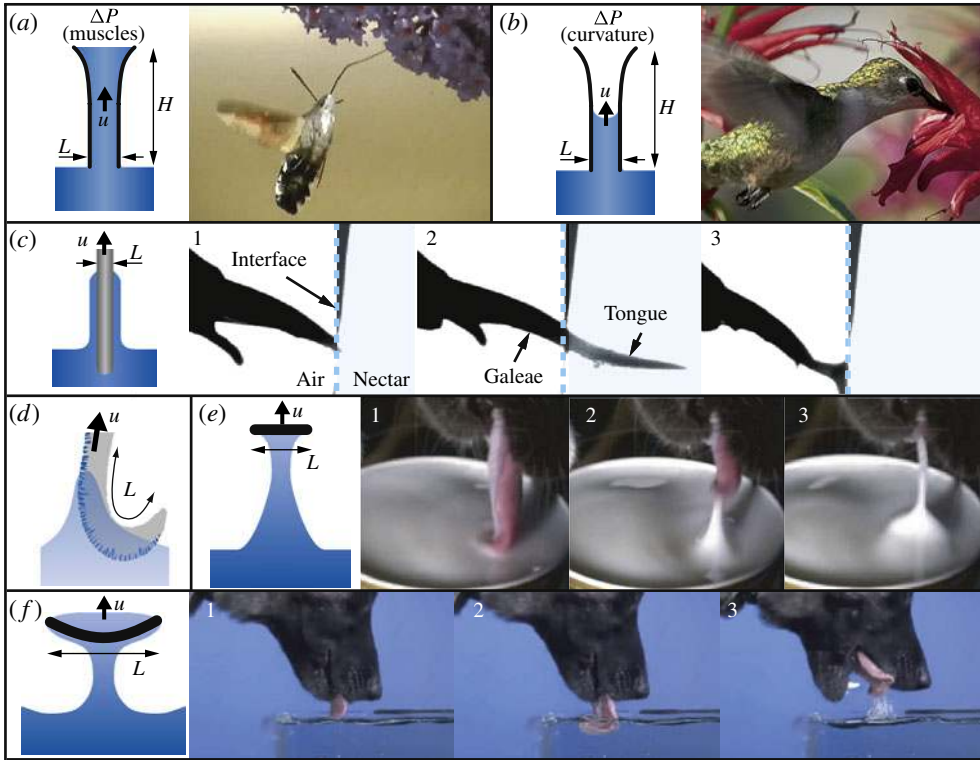 (a)
ΔP
(muscles)
H
u
L
(b)
ΔP
(curvature)
u
H
L
(c)
u
L
1
Interface
Air
Nectar
2
Tongue
Galeae
3
(d)
u
L
(e)
u
L
1
2
3
(f)
u
L
1
2
3